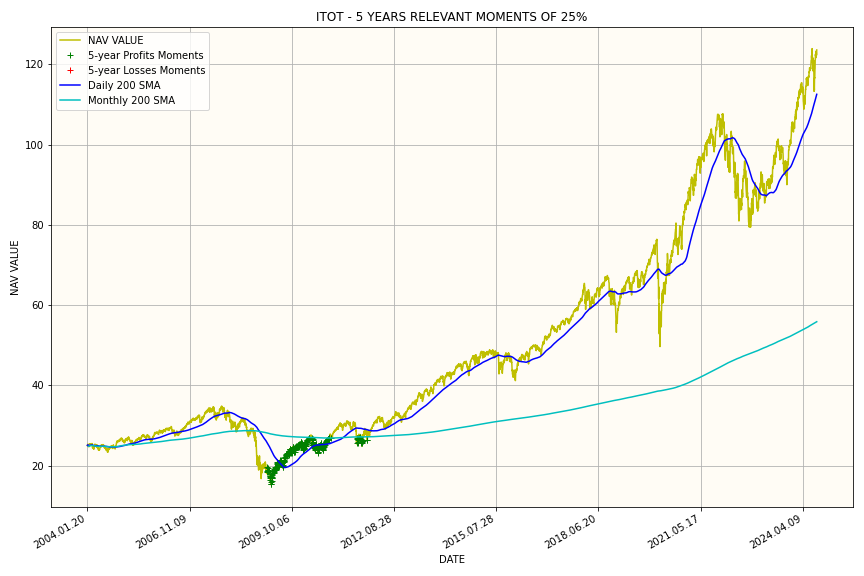 ITOT - 5 YEARS RELEVANT MOMENTS OF 25%
NAV VALUE
5-year Profits Moments
5-year Losses Moments
Daily 200 SMA
Monthly 200 SMA
120
100
80
60
40
20
NAV VALUE
2004.01.20
2006.11.09
2009.10.06
2012.08.28
2015.07.28
2018.06.20
2021.05.17
2024.04.09
DATE